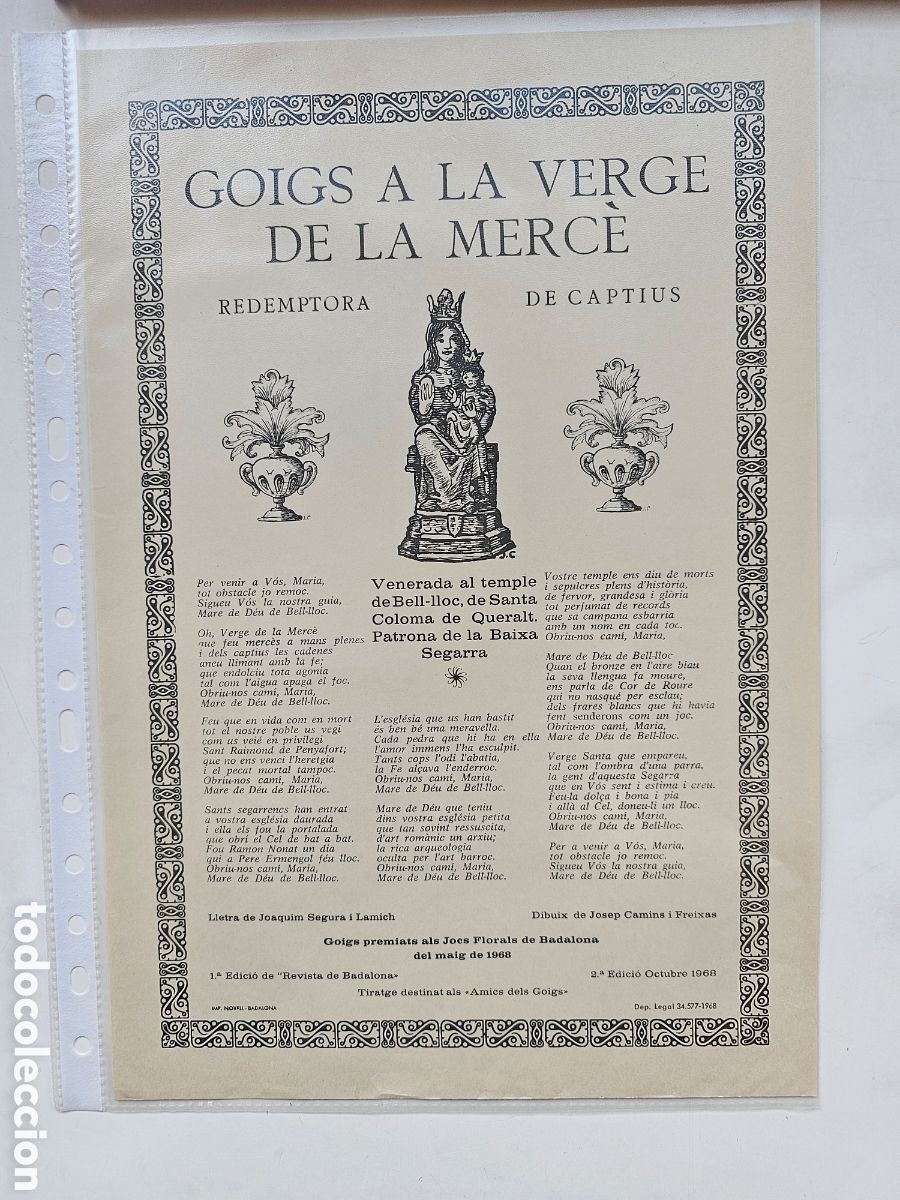 GOIGS A LA VERGE
DE LA MERCÈ
REDEMPTORA DE CAPTIUS
J.C
Per venir a Vós, Maria,
tot obstacle jo remoc.
Sigueu Vós la nostra guia,
Mare de Déu de Bell-lloc.
Oh, Verge de la Mercè
que feu mercès a mans plenes
i dels captius les cadenes
aneu llimant amb la fe;
que endolciu tota agonia
tal com l'aigua apaga el foc.
Obriu-nos camí, Maria,
Mare de Déu de Bell-lloc.
Feu que en vida com en mort
tot el nostre poble us vegi
com us veié en privilegi
Sant Raimond de Penyafort;
que no ens venci l'heretgia
i el pecat mortal tampoc.
Obriu-nos camí, Maria,
Mare de Déu de Bell-lloc.
Sants segarrencs han entrat
a vostra església daurada
i ella els fou la portalada
que obrí el Cel de bat a bat.
Fou Ramon Nonat un dia
qui a Pere Ermengol féu lloc.
Obriu-nos camí, Maria,
Mare de Déu de Bell-lloc.
Venerada al temple
de Bell-lloc, de Santa
Coloma de Queralt.
Patrona de la Baixa
Segarra
L'església que us han bastit
és ben bé una meravella.
Cada pedra que hi ha en ella
l'amor immens l'ha esculpit.
Tants cops l'odi l'abatia,
la Fe alçava l'enderroc.
Obriu-nos camí, Maria,
Mare de Déu de Bell-lloc.
Mare de Déu que teniu
dins vostra església petita
que tan sovint ressuscita,
d'art romànic un arxiu;
la rica arqueologia
oculta per l'art barroc.
Obriu-nos camí, Maria,
Mare de Déu de Bell-lloc.
Vostre temple ens diu de morts
i sepulcres plens d'història,
de fervor, grandesa i glòria
tot perfumat de records
que sa campana esbarria
amb un nom en cada toc.
Obriu-nos camí, Maria,
Mare de Déu de Bell-lloc
Quan el bronze en l'aire biau
la seva llengua fa moure,
ens parla de Cor de Roure
qui no nasqué per esclau;
dels frares blancs que hi havia
fent senderons com un joc.
Obriu-nos camí, Maria,
Mare de Déu de Bell-lloc.
Verge Santa que empareu,
tal com l'ombra d'una parra,
la gent d'aquesta Segarra
que en Vós sent i estima i creu.
Feu-la dolça i bona i pia
i allà al Cel, doneu-li un lloc.
Obriu-nos camí, Maria,
Mare de Déu de Bell-lloc.
Per a venir a Vós, Maria,
tot obstacle jo remoc.
Sigueu Vós la nostra guia,
Mare de Déu de Bell-lloc.
Lletra de Joaquim Segura i Lamich
Dibuix de Josep Camins i Freixas
Goigs premiats als Jocs Florals de Badalona
del maig de 1968
1.ª Edició de "Revista de Badalona»
2.ª Edició Octubre 1968
Tiratge destinat als «Amics dels Goigs»
IMP. NOVELL - BADALONA
Dep. Legal 34.577-1968
todocoleccion